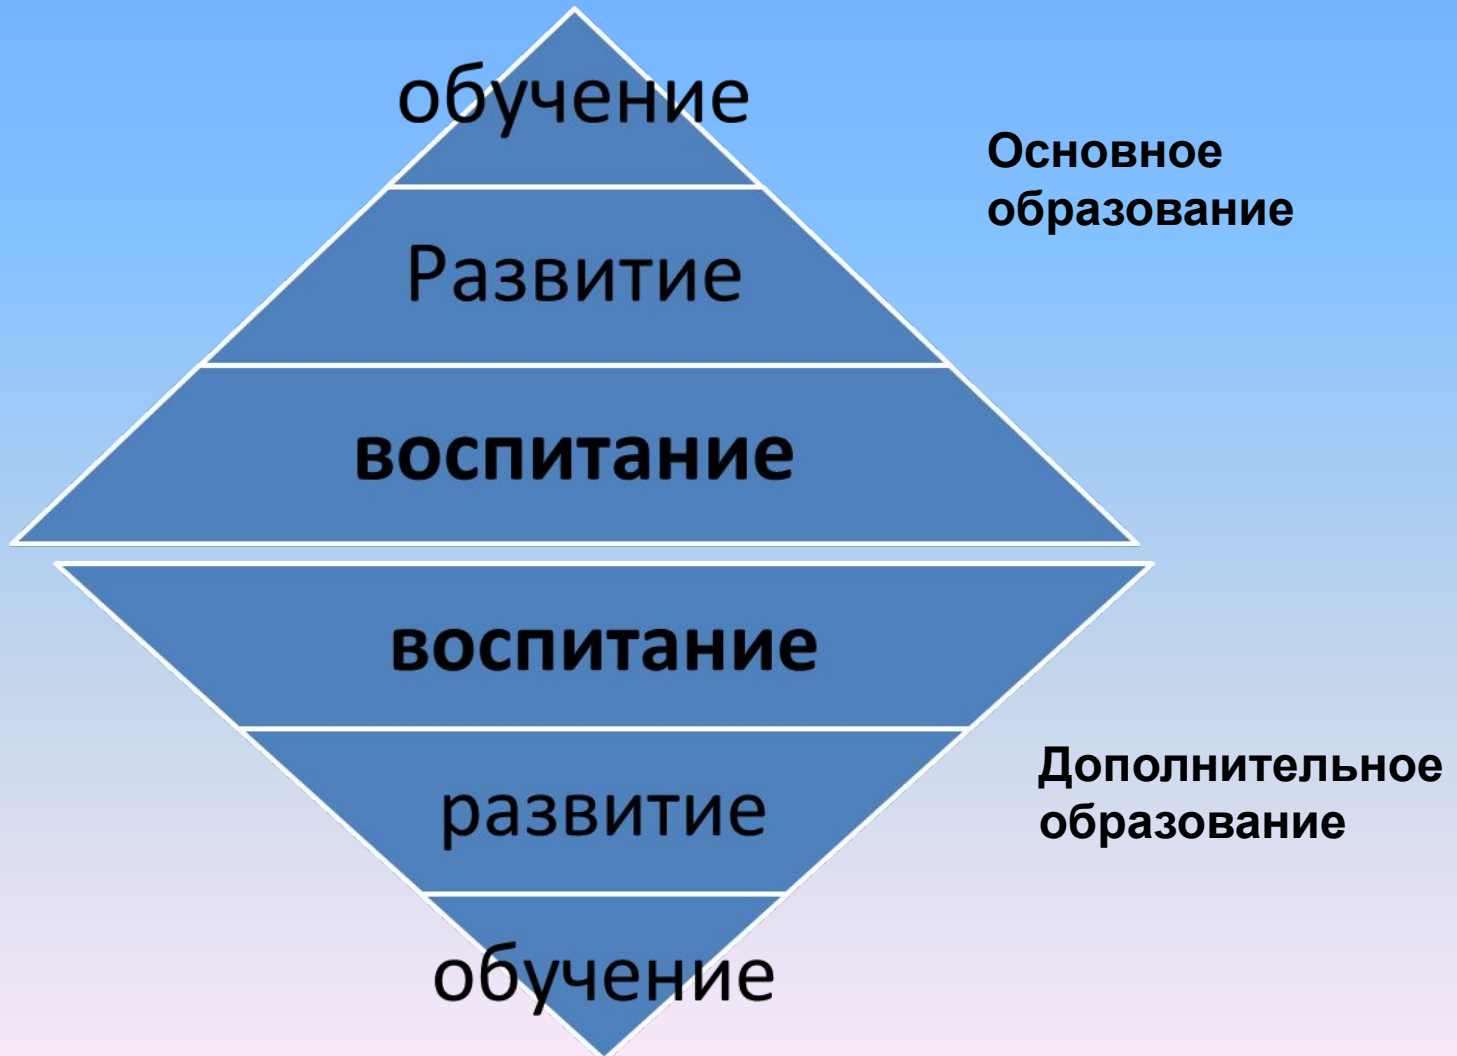 обучение
Основное
образование
Развитие
воспитание
воспитание
развитие
Дополнительное
образование
обучение